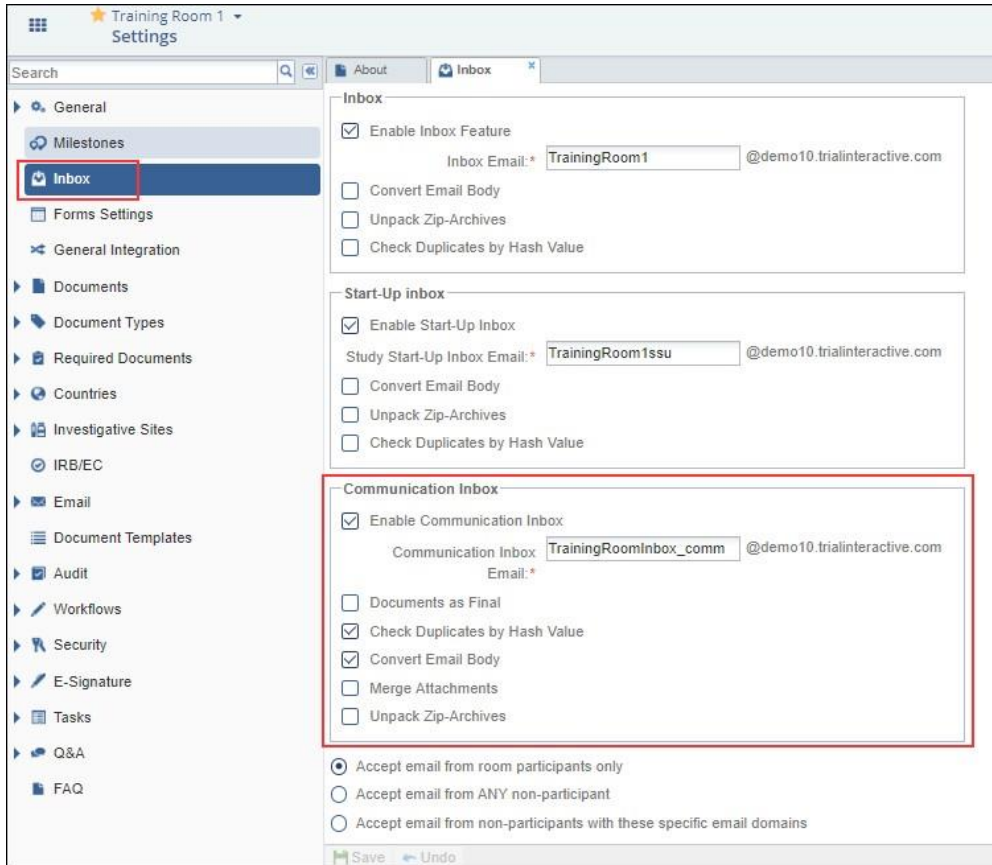 Training Room 1
Settings
Search
General
Milestones
Inbox
Forms Settings
General Integration
Documents
Document Types
Required Documents
Countries
Investigative Sites
IRB/EC
Email
Document Templates
Audit
Workflows
Security
E-Signature
Tasks
Q&A
FAQ
About
Inbox
Inbox
Enable Inbox Feature
Inbox Email:* TrainingRoom1 @demo10.trialinteractive.com
Convert Email Body
Unpack Zip-Archives
Check Duplicates by Hash Value
Start-Up inbox
Enable Start-Up Inbox
Study Start-Up Inbox Email:* TrainingRoom1ssu @demo10.trialinteractive.com
Convert Email Body
Unpack Zip-Archives
Check Duplicates by Hash Value
Communication Inbox
Enable Communication Inbox
Communication Inbox TrainingRoomInbox_comm @demo10.trialinteractive.com
Email:*
Documents as Final
Check Duplicates by Hash Value
Convert Email Body
Merge Attachments
Unpack Zip-Archives
Accept email from room participants only
Accept email from ANY non-participant
Accept email from non-participants with these specific email domains
Save Undo